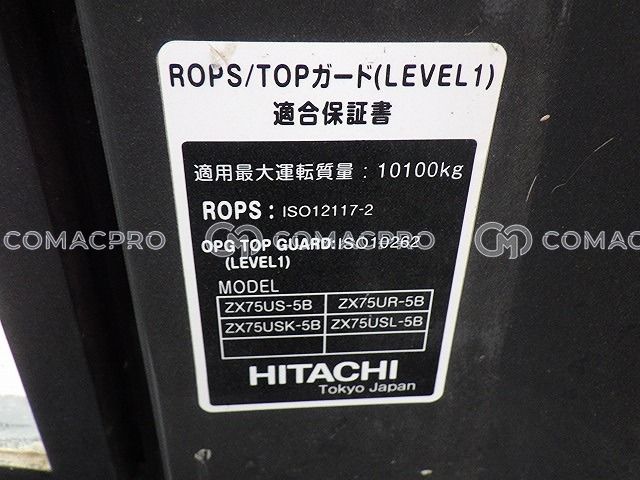 ROPS/TOPガード(LEVEL1)
適合保証書
適用最大運転質量 : 10100kg
ROPS : ISO12117-2
OPG TOP GUARD: ISO10262
(LEVEL1)
MODEL
ZX75US-5B ZX75UR-5B
ZX75USK-5B ZX75USL-5B
HITACHI
Tokyo Japan
COMACPRO CM COMACPRO CM COMACPRO